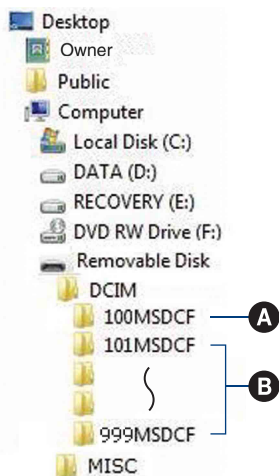 Desktop
Owner
Public
Computer
Local Disk (C:)
DATA (D:)
RECOVERY (E:)
DVD RW Drive (F:)
Removable Disk
DCIM
100MSDCF A
101MSDCF
B
999MSDCF
MISC